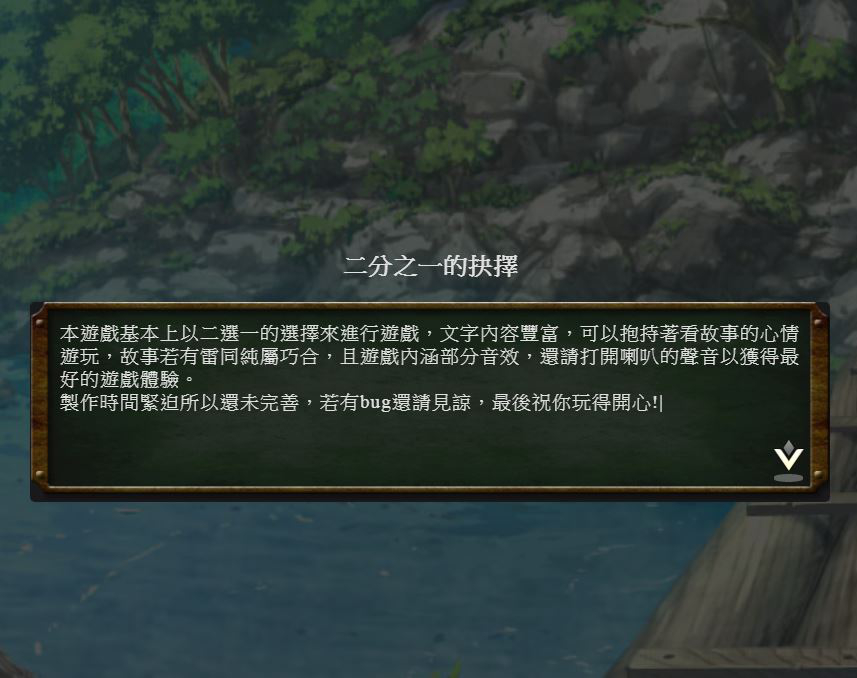 二分之一的抉擇
本遊戲基本上以二選一的選擇來進行遊戲，文字內容豐富，可以抱持著看故事的心情
遊玩，故事若有雷同純屬巧合，且遊戲內涵部分音效，還請打開喇叭的聲音以獲得最
好的遊戲體驗。
製作時間緊迫所以還未完善，若有bug還請見諒，最後祝你玩得開心!|